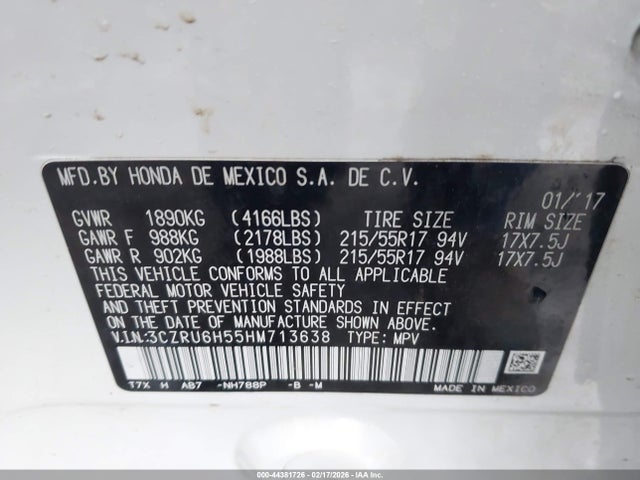 MFD.BY HONDA DE MEXICO S.A. DE C.V.
01/'17
GVWR 1890KG (4166LBS) TIRE SIZE RIM SIZE
GAWR F 988KG (2178LBS) 215/55R17 94V 17X7.5J
GAWR R 902KG (1988LBS) 215/55R17 94V 17X7.5J
THIS VEHICLE CONFORMS TO ALL APPLICABLE
FEDERAL MOTOR VEHICLE SAFETY
AND THEFT PREVENTION STANDARDS IN EFFECT
ON THE DATE OF MANUFACTURE SHOWN ABOVE.
V.I.N:3CZRU6H55HM713638 TYPE: MPV
T7X H AB7 -NH788P -B -M
MADE IN MEXICO
000-44381726 - 02/17/2026 - IAAI.COM